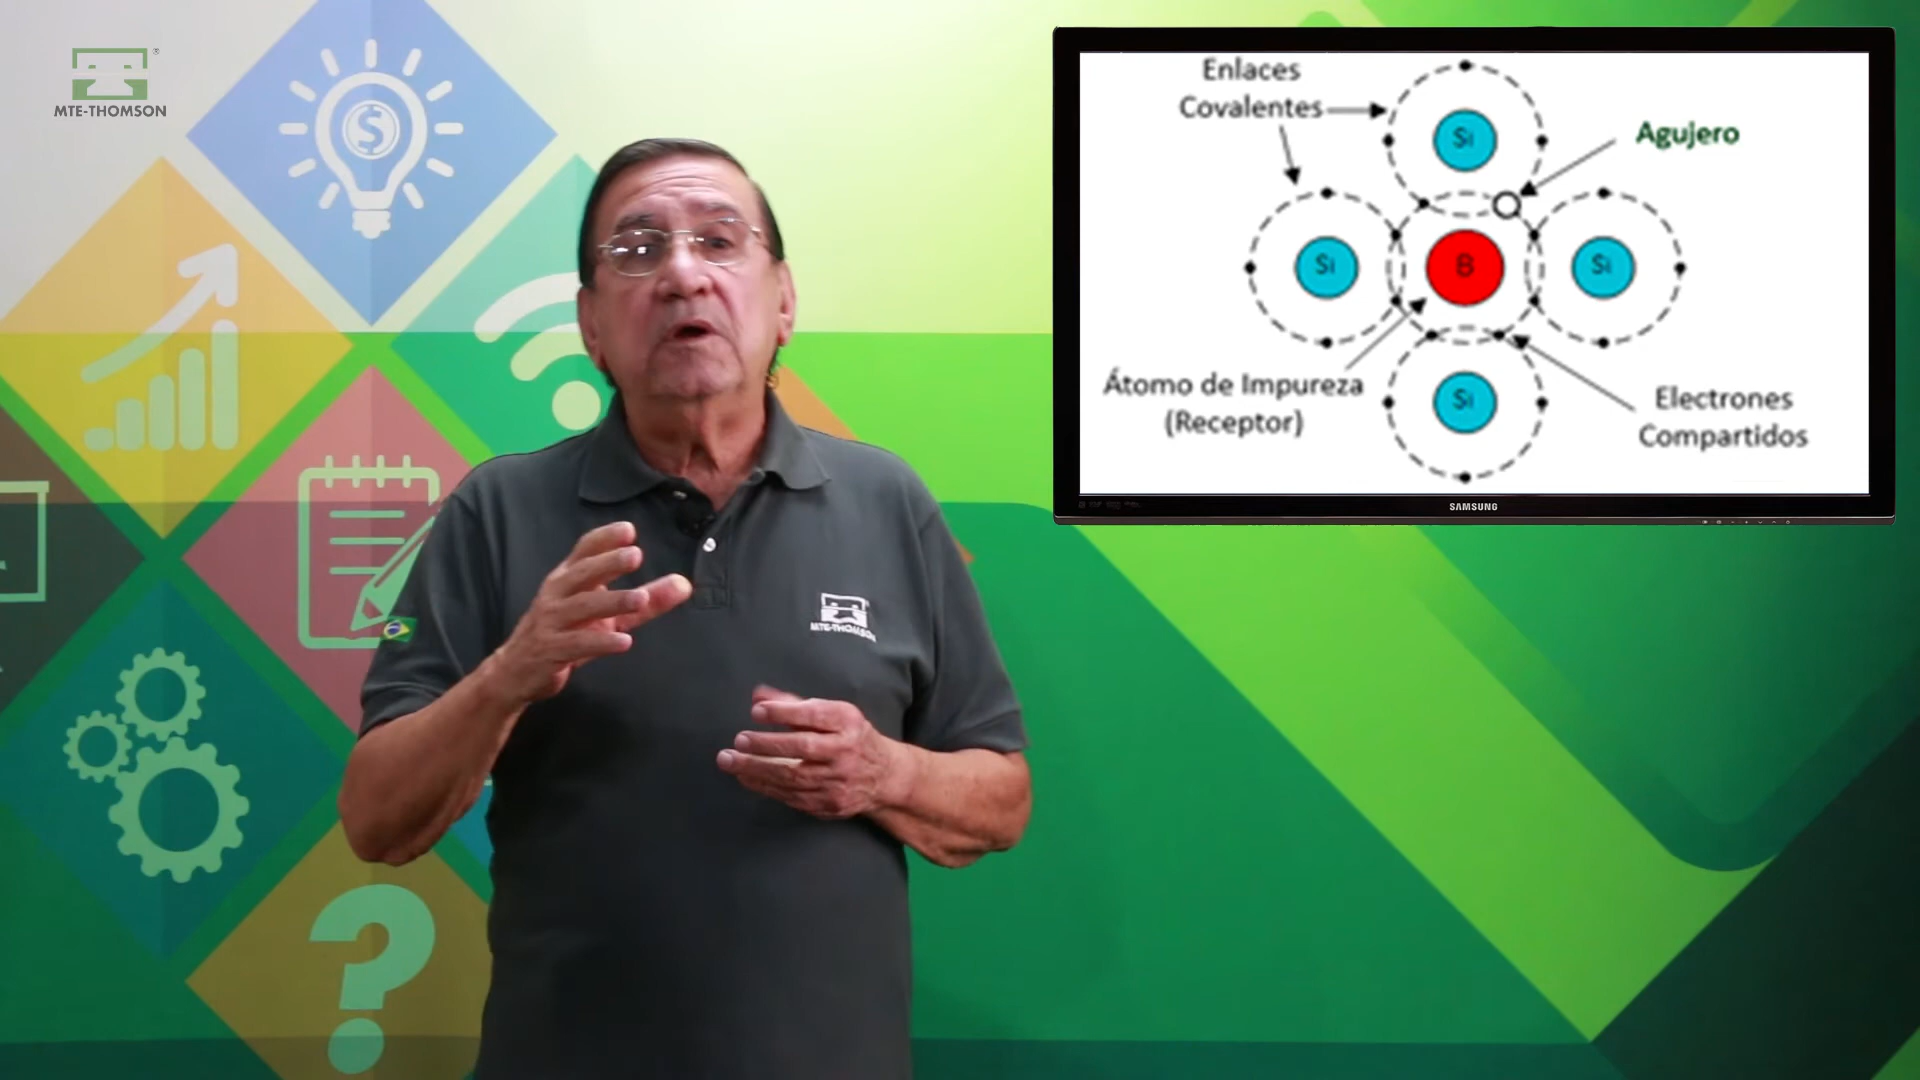 MTE-THOMSON
Enlaces
Covalentes
Agujero
Si
Si
B
Si
Átomo de Impureza
(Receptor)
Electrones
Compartidos
Si
SAMSUNG
MTE-THOMSON